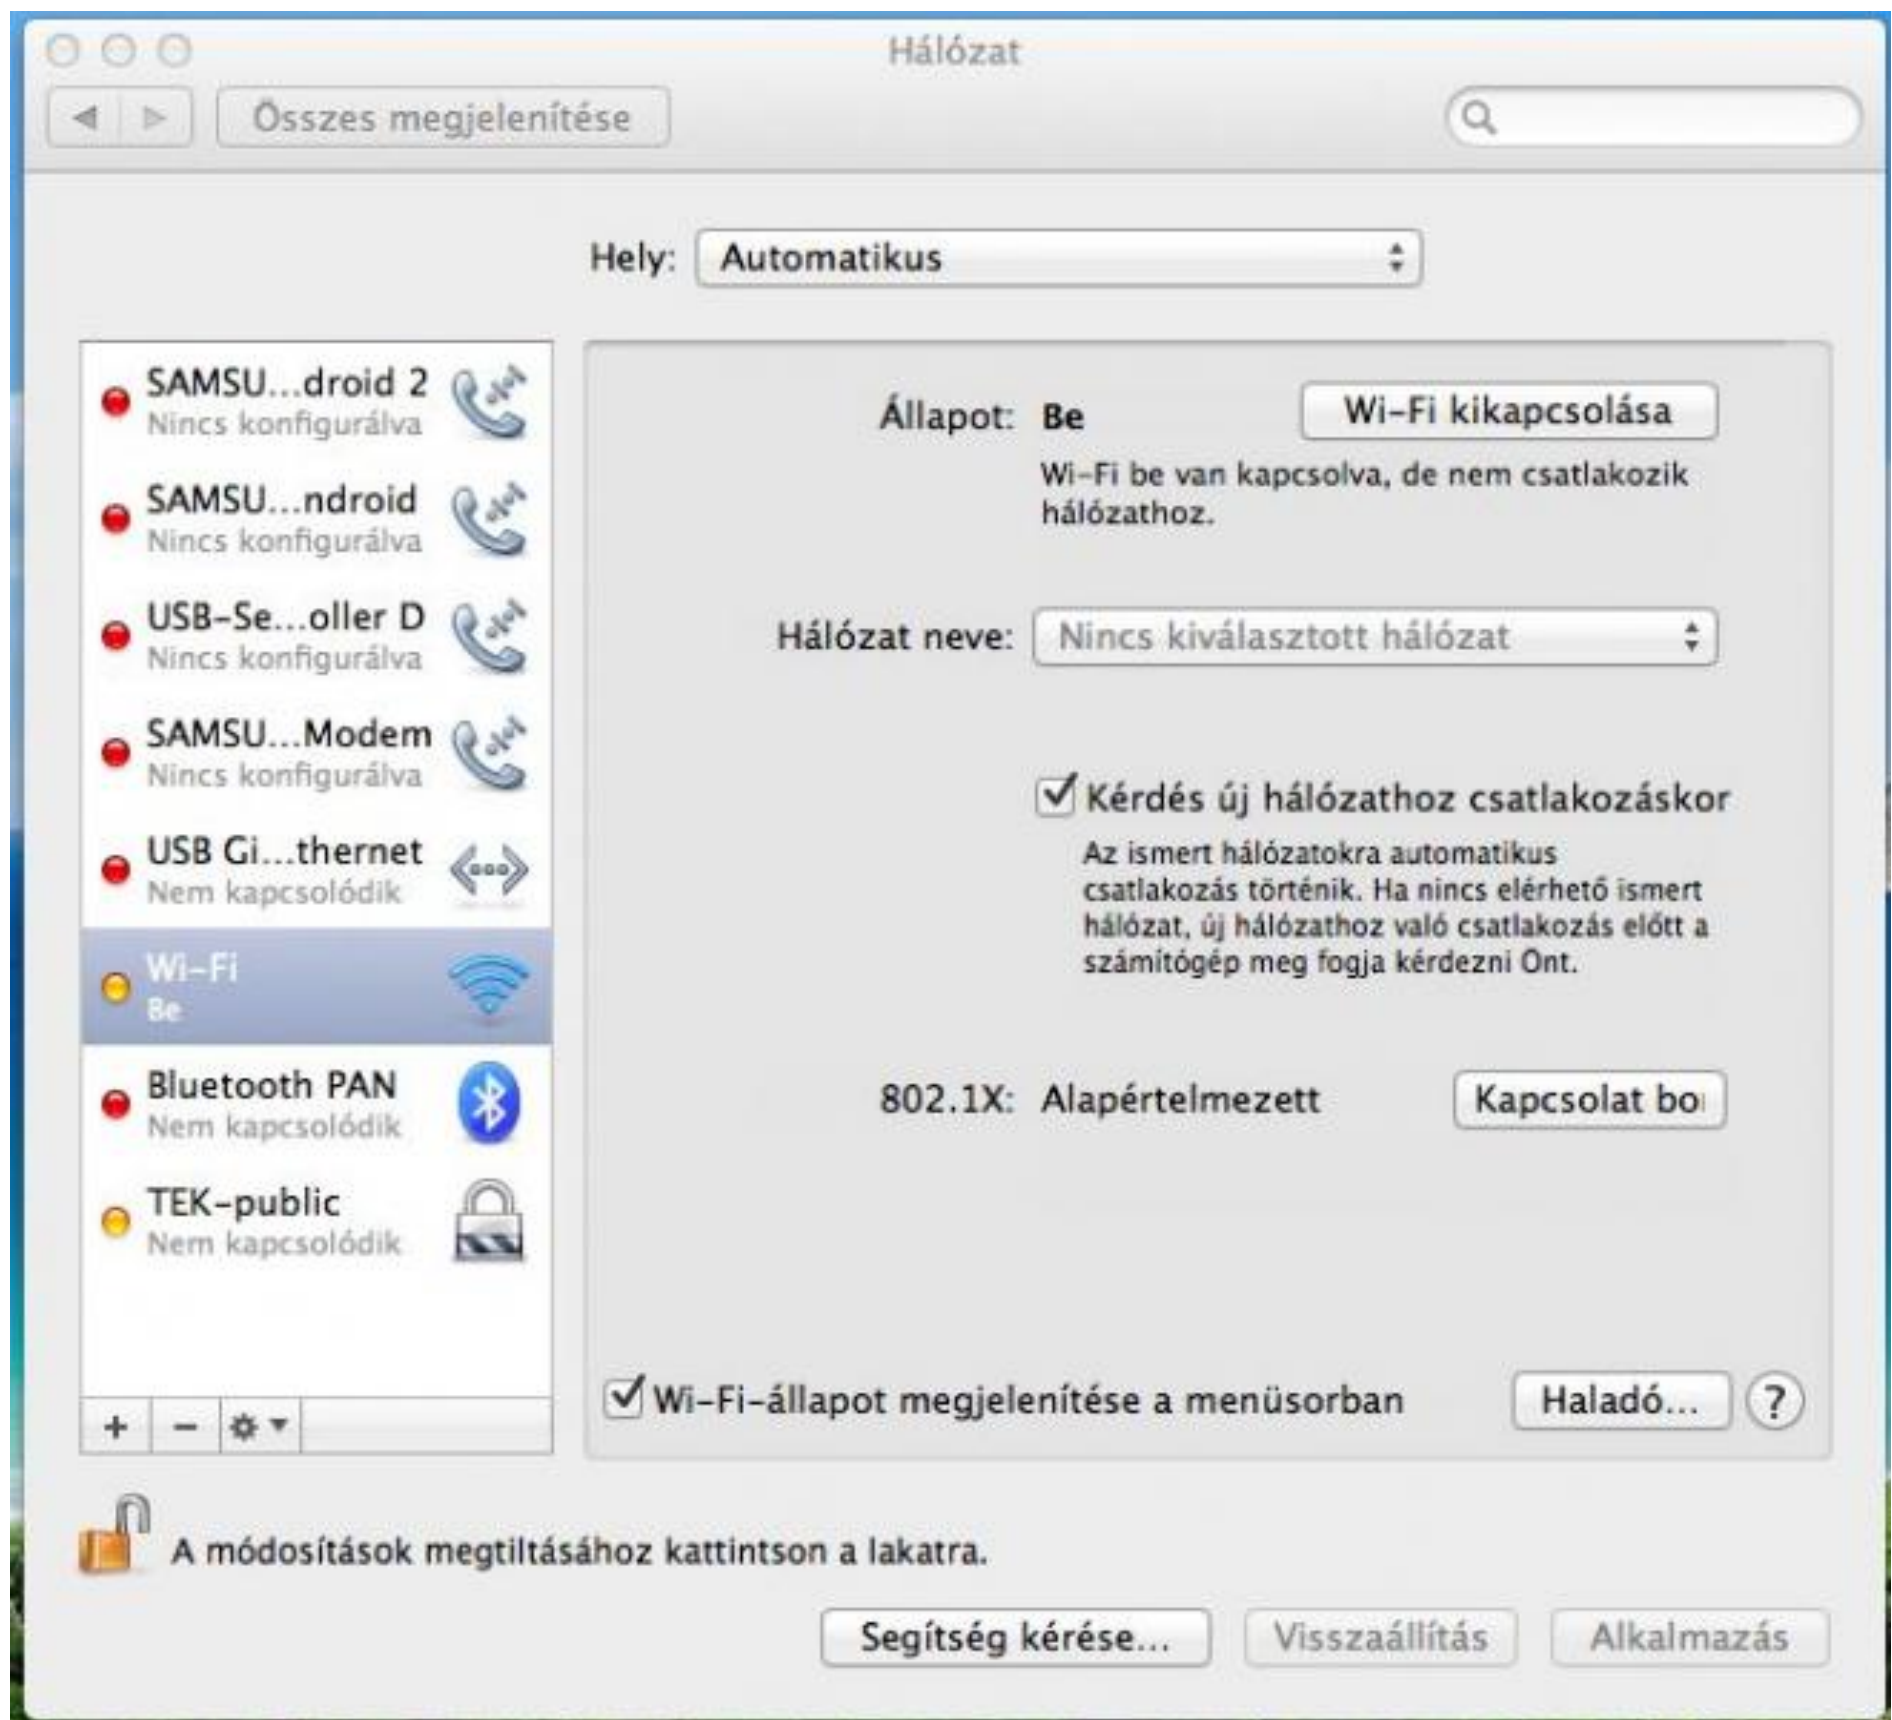 Hálózat
Összes megjelenítése
Hely: Automatikus
SAMSU...droid 2
Nincs konfigurálva
SAMSU...ndroid
Nincs konfigurálva
USB-Se...oller D
Nincs konfigurálva
SAMSU...Modem
Nincs konfigurálva
USB Gi...thernet
Nem kapcsolódik
Wi-Fi
Be
Bluetooth PAN
Nem kapcsolódik
TEK-public
Nem kapcsolódik
Állapot: Be Wi-Fi kikapcsolása
Wi-Fi be van kapcsolva, de nem csatlakozik
hálózathoz.
Hálózat neve: Nincs kiválasztott hálózat
Kérdés új hálózathoz csatlakozáskor
Az ismert hálózatokra automatikus
csatlakozás történik. Ha nincs elérhető ismert
hálózat, új hálózathoz való csatlakozás előtt a
számítógép meg fogja kérdezni Önt.
802.1X: Alapértelmezett Kapcsolat bo
Wi-Fi-állapot megjelenítése a menüsorban Haladó... ?
A módosítások megtiltásához kattintson a lakatra.
Segítség kérése... Visszaállítás Alkalmazás